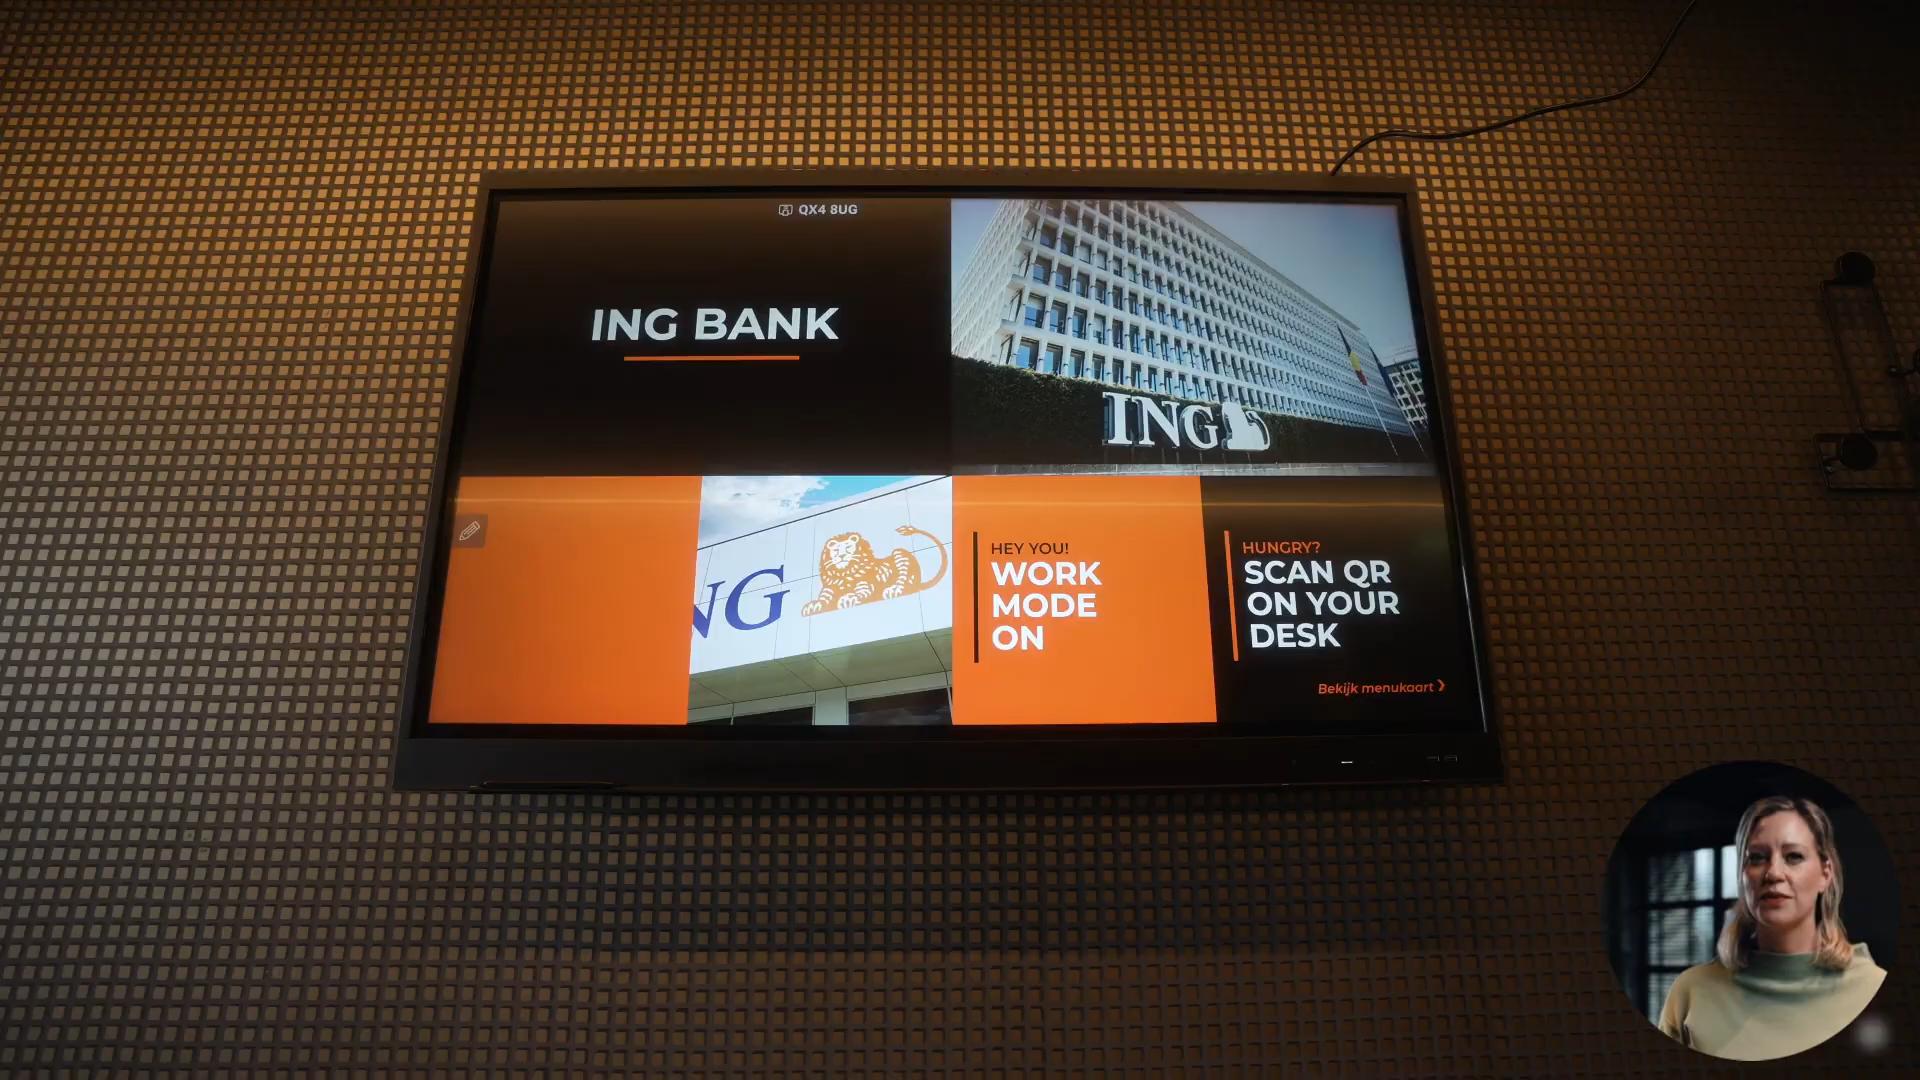 QX4 8UG
ING BANK
ING
NG
HEY YOU!
WORK
MODE
ON
HUNGRY?
SCAN QR
ON YOUR
DESK
Bekijk menukaart